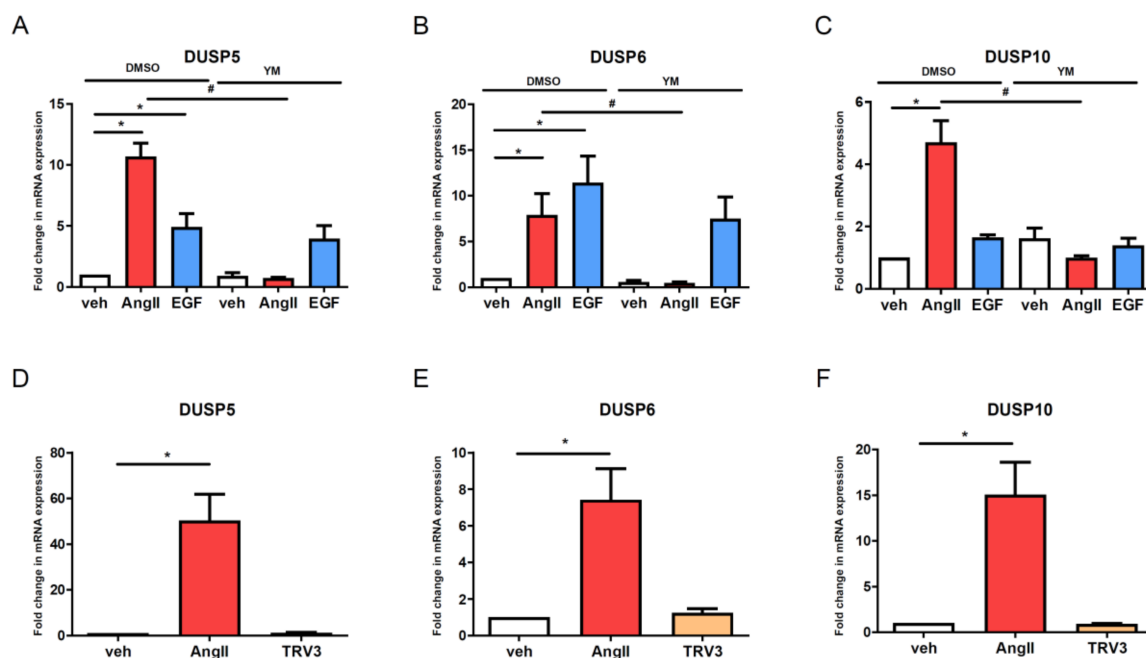 A
DUSP5
DMSO
YM
#
*
*
Fold change in mRNA expression
15
10
5
0
veh
AngII
EGF
veh
AngII
EGF
B
DUSP6
DMSO
YM
#
*
*
Fold change in mRNA expression
20
15
10
5
0
veh
AngII
EGF
veh
AngII
EGF
C
DUSP10
DMSO
YM
#
*
Fold change in mRNA expression
6
4
2
0
veh
AngII
EGF
veh
AngII
EGF
D
DUSP5
*
Fold change in mRNA expression
80
60
40
20
0
veh
AngII
TRV3
E
DUSP6
*
Fold change in mRNA expression
10
8
6
4
2
0
veh
AngII
TRV3
F
DUSP10
*
Fold change in mRNA expression
20
15
10
5
0
veh
AngII
TRV3